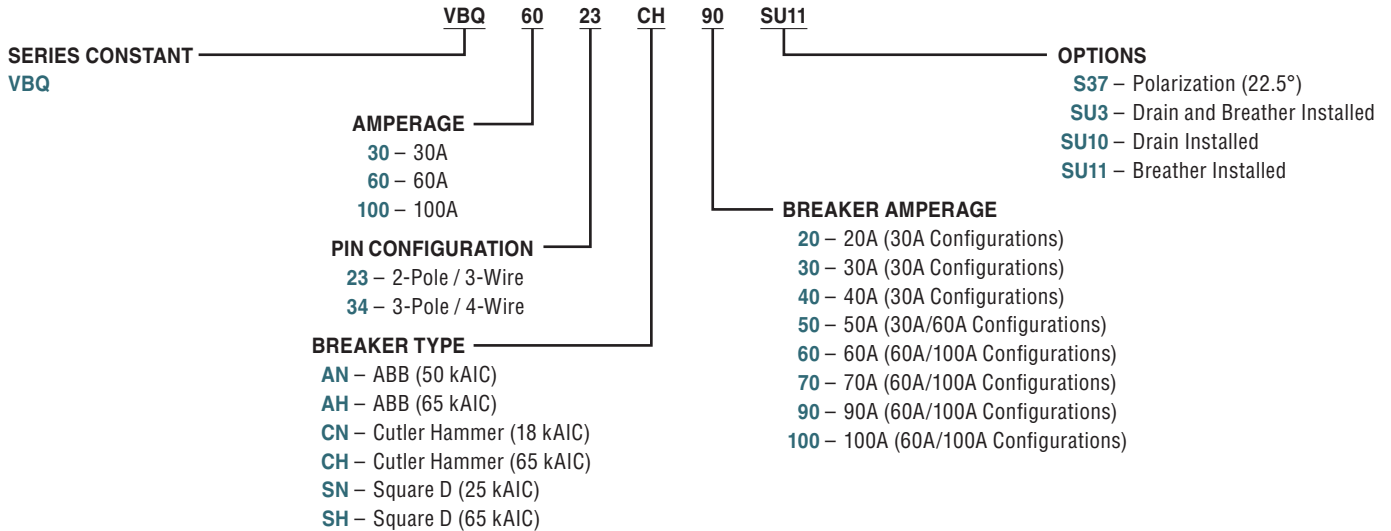 VBQ 60 23 CH 90 SU11
SERIES CONSTANT
VBQ
AMPERAGE
30 – 30A
60 – 60A
100 – 100A
PIN CONFIGURATION
23 – 2-Pole / 3-Wire
34 – 3-Pole / 4-Wire
BREAKER TYPE
AN – ABB (50 kAIC)
AH – ABB (65 kAIC)
CN – Cutler Hammer (18 kAIC)
CH – Cutler Hammer (65 kAIC)
SN – Square D (25 kAIC)
SH – Square D (65 kAIC)
BREAKER AMPERAGE
20 – 20A (30A Configurations)
30 – 30A (30A Configurations)
40 – 40A (30A Configurations)
50 – 50A (30A/60A Configurations)
60 – 60A (60A/100A Configurations)
70 – 70A (60A/100A Configurations)
90 – 90A (60A/100A Configurations)
100 – 100A (60A/100A Configurations)
OPTIONS
S37 – Polarization (22.5°)
SU3 – Drain and Breather Installed
SU10 – Drain Installed
SU11 – Breather Installed